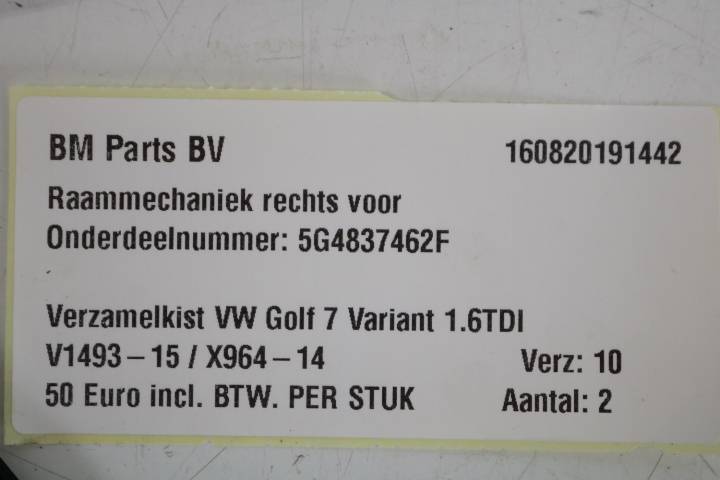 BM Parts BV 160820191442
Raammechaniek rechts voor
Onderdeelnummer: 5G4837462F
Verzamelkist VW Golf 7 Variant 1.6TDI
V1493-15 / X964-14 Verz: 10
50 Euro incl. BTW. PER STUK Aantal: 2